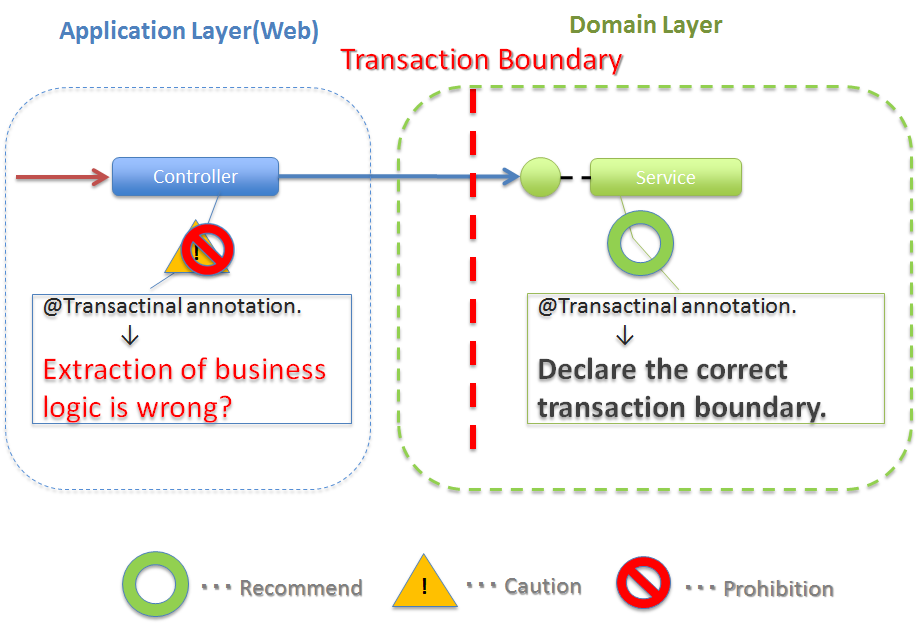 Application Layer(Web)
Domain Layer
Transaction Boundary
Controller
Service
!
@Transactinal annotation.
↓
Extraction of business
logic is wrong?
@Transactinal annotation.
↓
Declare the correct
transaction boundary.
··· Recommend
! ··· Caution
··· Prohibition